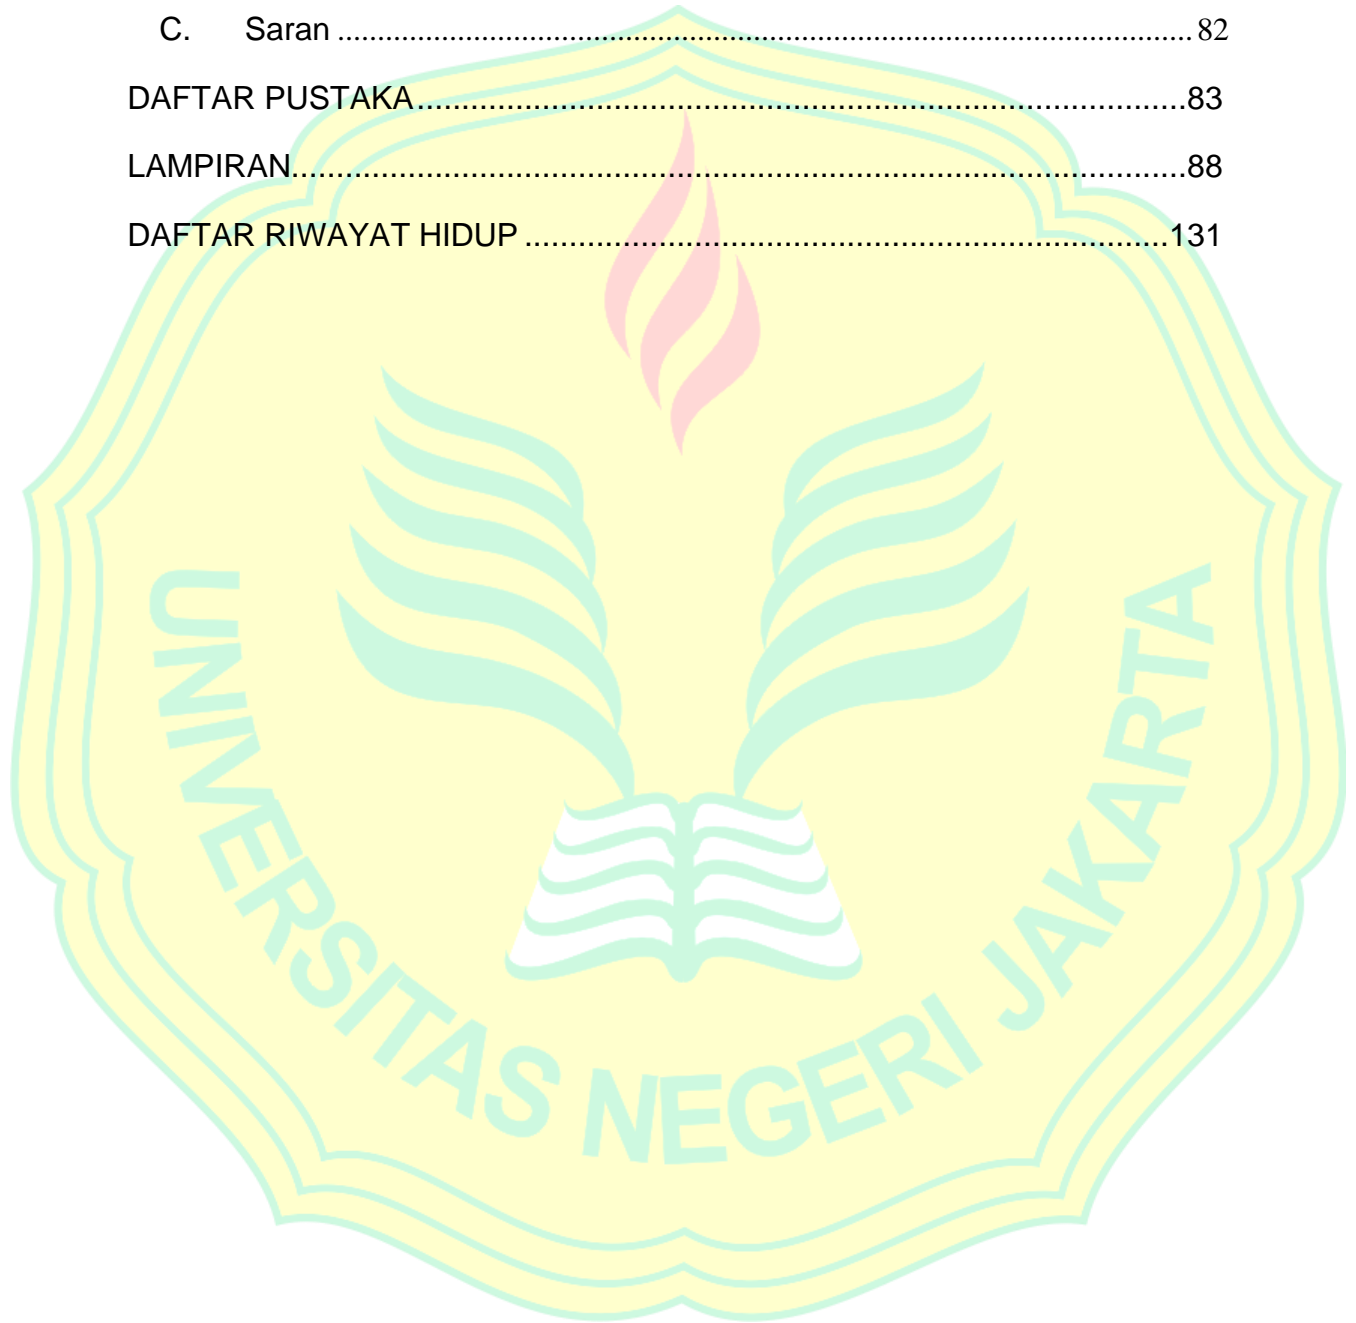 C. Saran ........................................................................................................... 82
DAFTAR PUSTAKA......................................................................................83
LAMPIRAN....................................................................................................88
DAFTAR RIWAYAT HIDUP ........................................................................131
UNIVERSITAS NEGERI JAKARTA